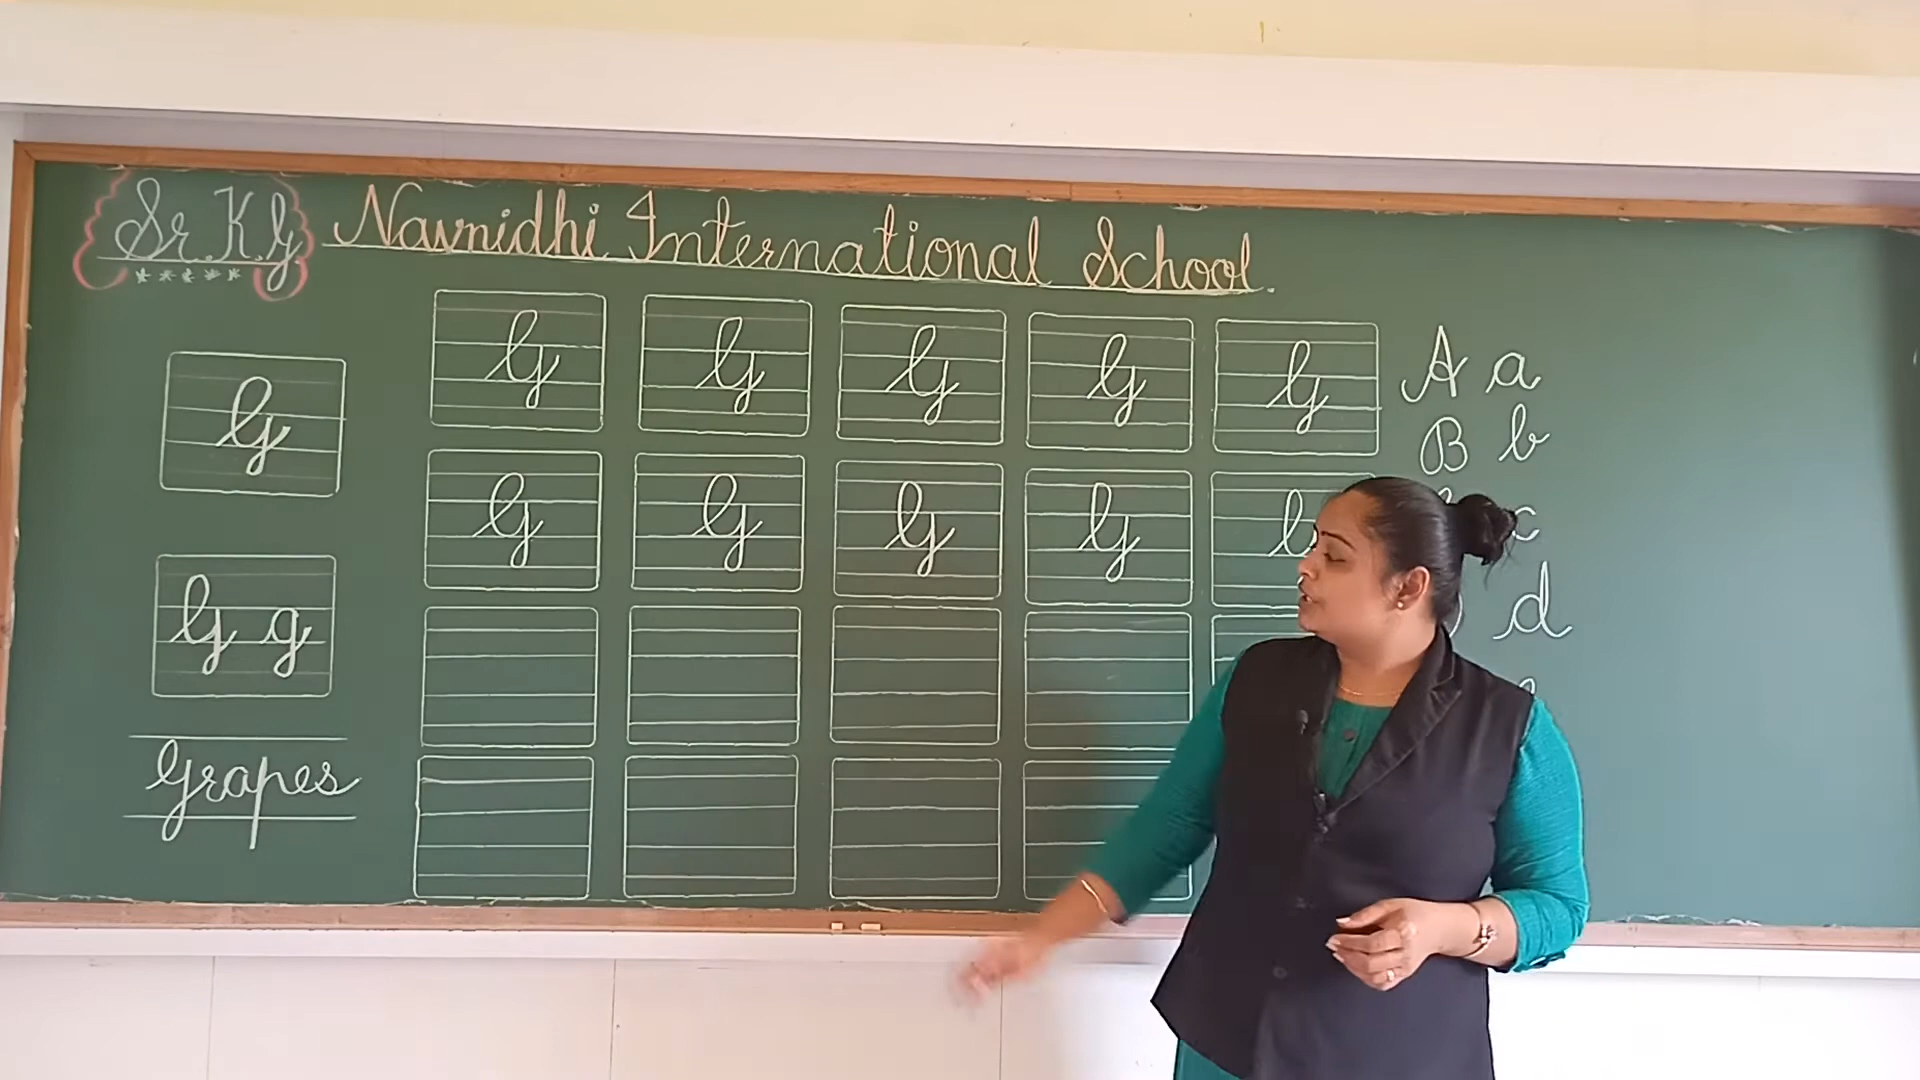 Sr. K.G Navnidhi International School.
G G G G G G
G G G G G
G g
Grapes
A a
B b
c
d